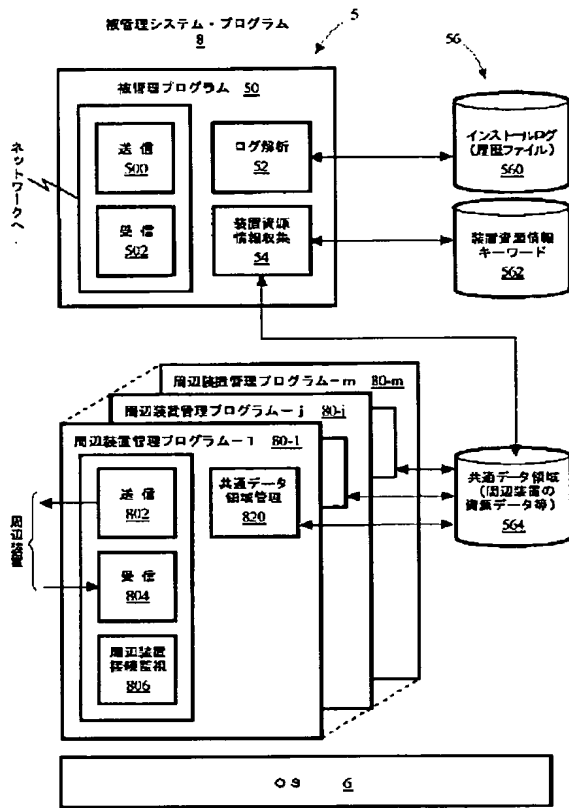 被管理システム・プログラム
8
5
56
被管理プログラム 50
送 信
500
受 信
502
ログ解析
52
装置資源
情報収集
54
ネットワークへ
インストールログ
(履歴ファイル)
560
装置資源情報
キーワード
562
周辺装置管理プログラム－m 80-m
周辺装置管理プログラム－j 80-j
周辺装置管理プログラム－1 80-1
送 信
802
受 信
804
周辺装置
接続監視
806
共通データ
領域管理
820
周辺装置
共通データ領域
(周辺装置の
資源データ等)
564
OS 6